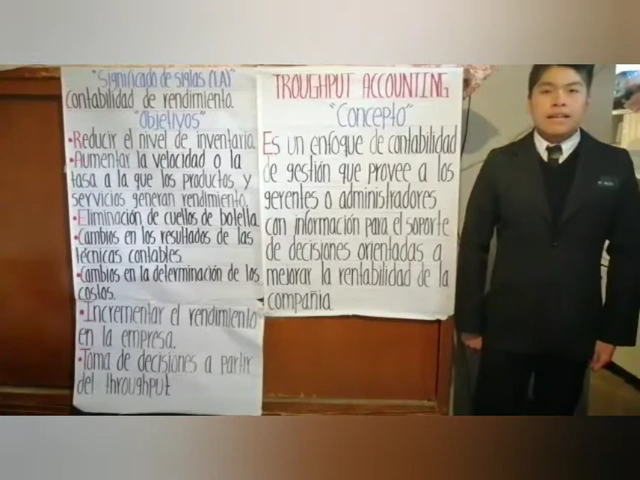 "Significado de siglas (T.A)"
Contabilidad de rendimiento.
"Objetivos"
•Reducir el nivel de inventario.
•Aumentar la velocidad o la
tasa a la que los productos y
servicios generan rendimiento.
•Eliminación de cuellos de botella.
•Cambios en los resultados de las
técnicas contables.
•Cambios en la determinación de los
costos.
•Incrementar el rendimiento
en la empresa.
•Toma de decisiones a partir
del throughput
TROUGHPUT ACCOUNTING
"Concepto"
Es un enfoque de contabilidad
de gestión que provee a los
gerentes o administradores
con información para el soporte
de decisiones orientadas a
mejorar la rentabilidad de la
compañia.